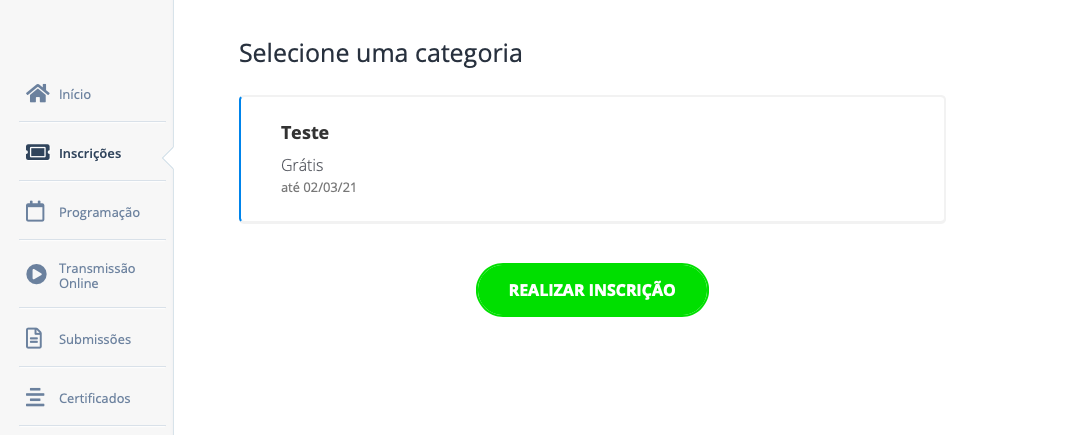 Selecione uma categoria
Início
Inscrições
Programação
Transmissão
Online
Submissões
Certificados
Teste
Grátis
até 02/03/21
REALIZAR INSCRIÇÃO